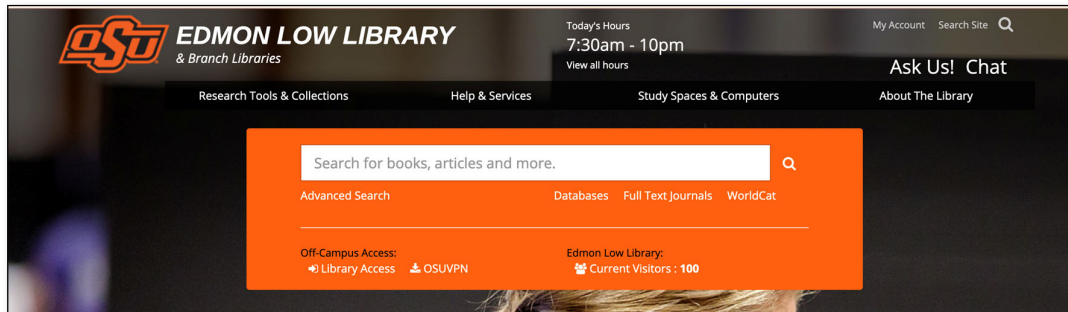 OSU
EDMON LOW LIBRARY
& Branch Libraries
Today's Hours
7:30am - 10pm
View all hours
My Account Search Site
Ask Us! Chat
Research Tools & Collections Help & Services Study Spaces & Computers About The Library
Search for books, articles and more.
Advanced Search Databases Full Text Journals WorldCat
Off-Campus Access: Edmon Low Library:
Library Access OSUVPN Current Visitors : 100